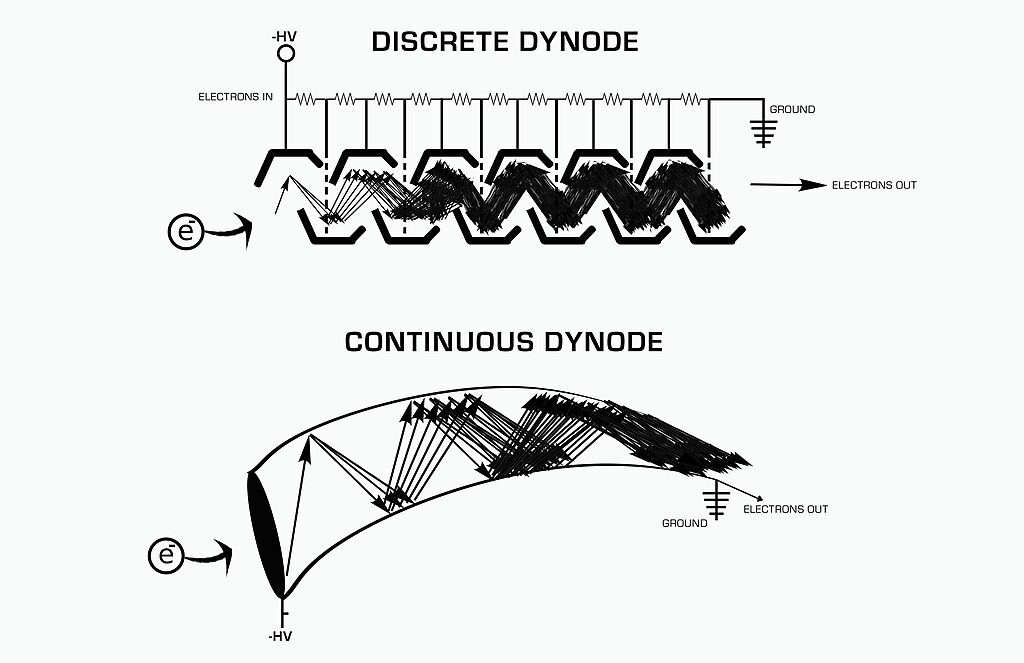 -HV
DISCRETE DYNODE
ELECTRONS IN
GROUND
ELECTRONS OUT
e-
CONTINUOUS DYNODE
ELECTRONS OUT
GROUND
e-
-HV